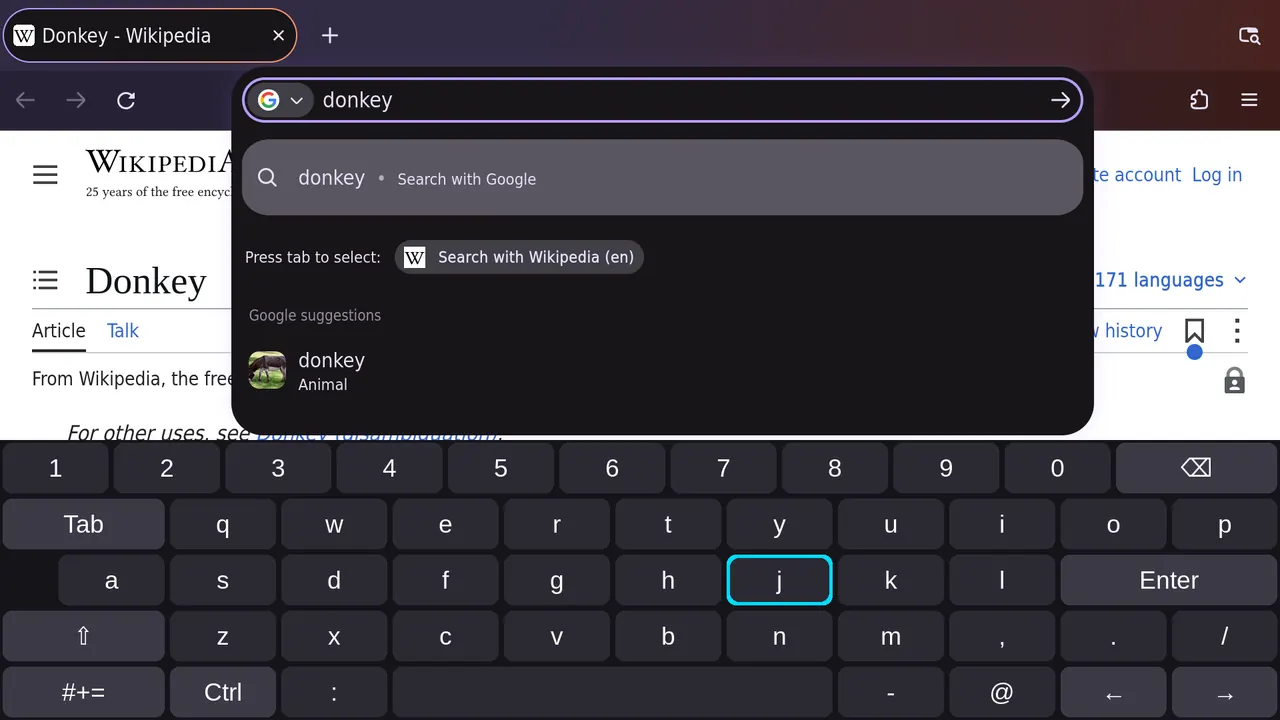 Donkey - Wikipedia
donkey
donkey • Search with Google
Press tab to select: Search with Wikipedia (en)
Google suggestions
donkey
Animal
WIKIPEDIA
25 years of the free
account Log in
Donkey
171 languages
Article Talk
history
From Wikipedia, the free
For other uses, see
1 2 3 4 5 6 7 8 9 0 ⌫
Tab q w e r t y u i o p
a s d f g h j k l Enter
⇧ z x c v b n m , . /
#+= Ctrl : - @ ← →